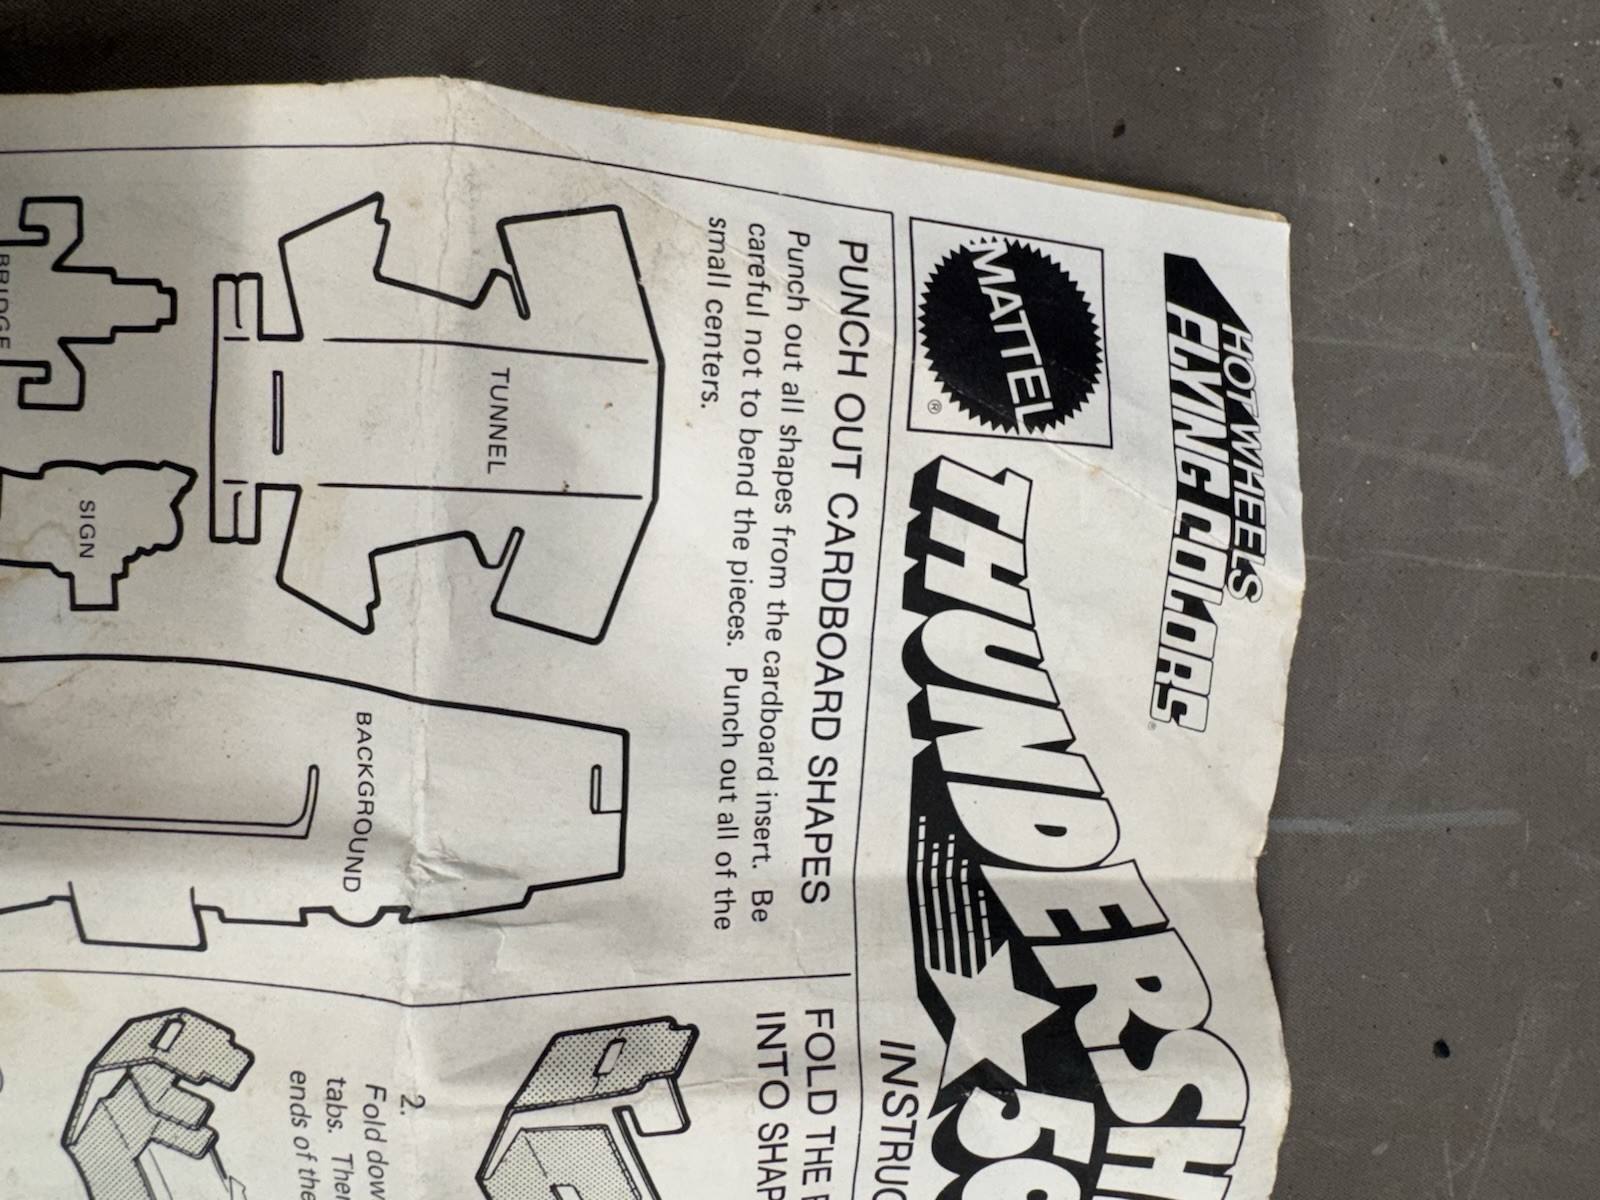 HOT WHEELS
FLYING COLORS®
MATTEL®
INSTRUC
PUNCH OUT CARDBOARD SHAPES
Punch out all shapes from the cardboard insert. Be
careful not to bend the pieces. Punch out all of the
small centers.
TUNNEL
BRIDGE
SIGN
BACKGROUND
FOLD THE
INTO SHAP
2.
Fold dow
tabs.
ends of the